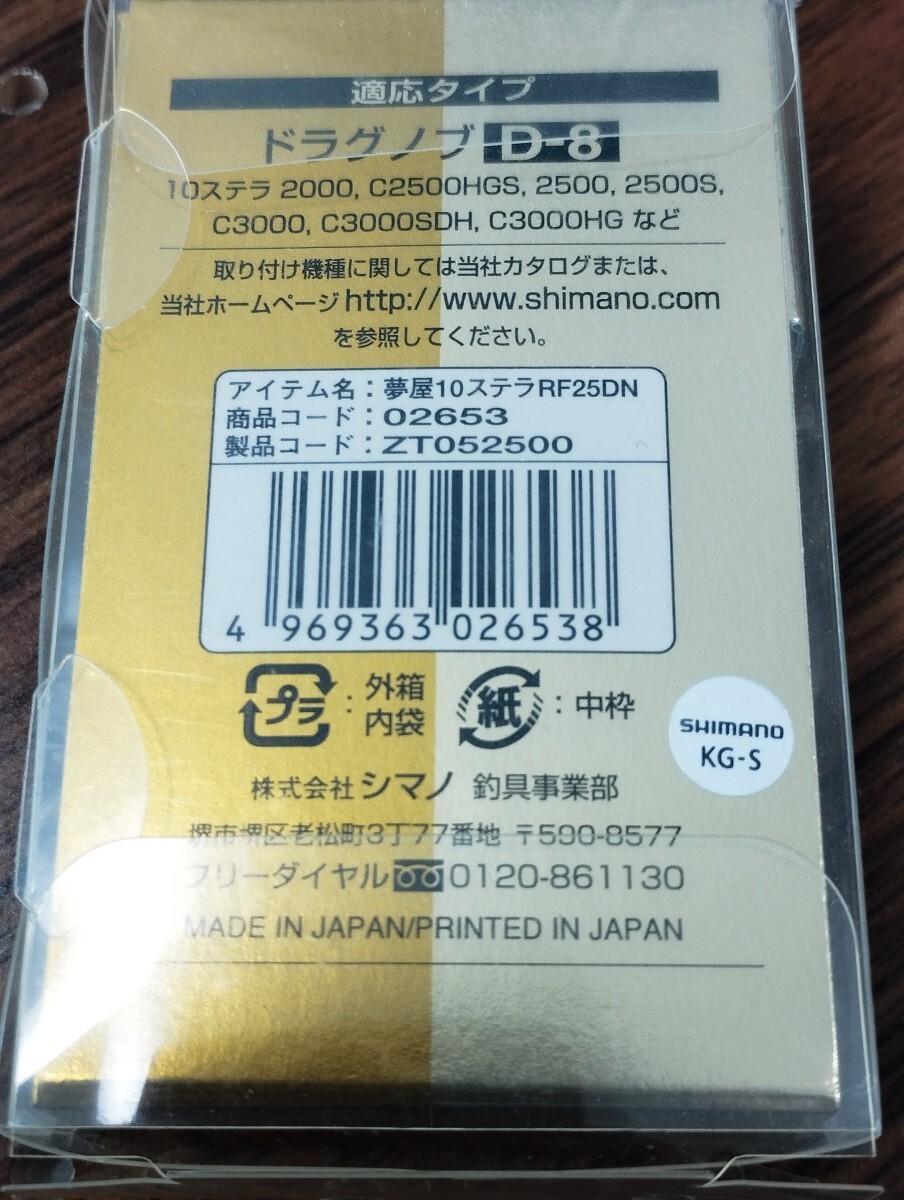 適応タイプ
ドラグノブ D-8
10ステラ 2000, C2500HGS, 2500, 2500S,
C3000, C3000SDH, C3000HG など
取り付け機種に関しては当社カタログまたは、
当社ホームページhttp://www.shimano.com
を参照してください。
アイテム名：夢屋10ステラRF25DN
商品コード：02653
製品コード：ZT052500
4 969363 026538
プラ：外箱
内袋
紙：中枠
SHIMANO
KG-S
株式会社 シマノ 釣具事業部
堺市堺区老松町3丁77番地 〒590-8577
フリーダイヤル 0120-861130
MADE IN JAPAN/PRINTED IN JAPAN